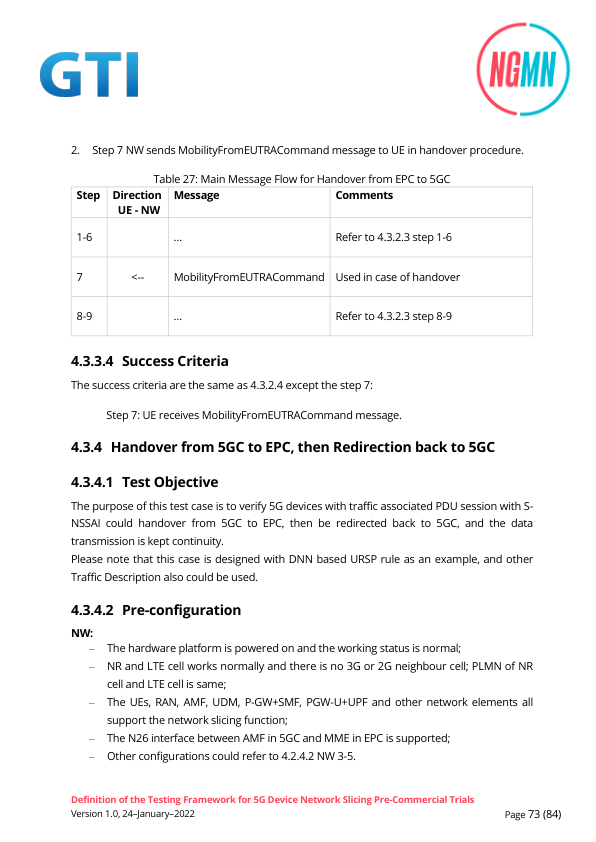 GTI
NGMN
2. Step 7 NW sends MobilityFromEUTRACommand message to UE in handover procedure.
Table 27: Main Message Flow for Handover from EPC to 5GC
Step Direction UE - NW Message Comments
1-6 ... Refer to 4.3.2.3 step 1-6
7 <-- MobilityFromEUTRACommand Used in case of handover
8-9 ... Refer to 4.3.2.3 step 8-9
4.3.3.4 Success Criteria
The success criteria are the same as 4.3.2.4 except the step 7:
Step 7: UE receives MobilityFromEUTRACommand message.
4.3.4 Handover from 5GC to EPC, then Redirection back to 5GC
4.3.4.1 Test Objective
The purpose of this test case is to verify 5G devices with traffic associated PDU session with S-
NSSAI could handover from 5GC to EPC, then be redirected back to 5GC, and the data
transmission is kept continuity.
Please note that this case is designed with DNN based URSP rule as an example, and other
Traffic Description also could be used.
4.3.4.2 Pre-configuration
NW:
– The hardware platform is powered on and the working status is normal;
– NR and LTE cell works normally and there is no 3G or 2G neighbour cell; PLMN of NR
cell and LTE cell is same;
– The UEs, RAN, AMF, UDM, P-GW+SMF, PGW-U+UPF and other network elements all
support the network slicing function;
– The N26 interface between AMF in 5GC and MME in EPC is supported;
– Other configurations could refer to 4.2.4.2 NW 3-5.
Definition of the Testing Framework for 5G Device Network Slicing Pre-Commercial Trials
Version 1.0, 24–January–2022 Page 73 (84)